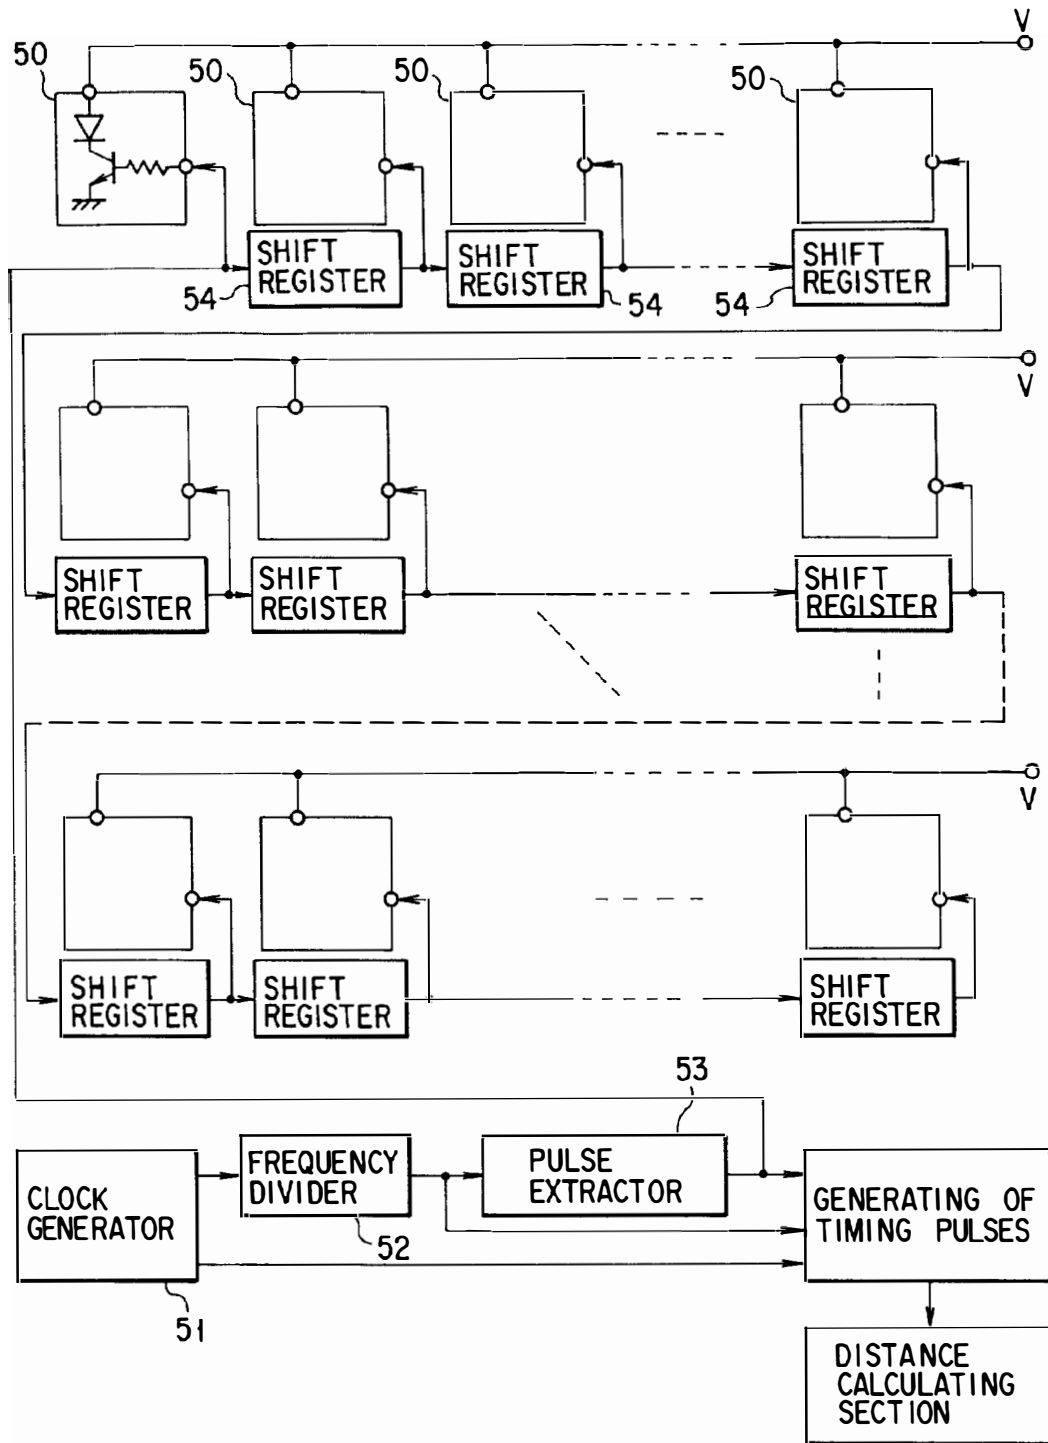 V
50
50
50
50
SHIFT
REGISTER
SHIFT
REGISTER
SHIFT
REGISTER
54
54
54
V
SHIFT
REGISTER
SHIFT
REGISTER
SHIFT
REGISTER
V
SHIFT
REGISTER
SHIFT
REGISTER
SHIFT
REGISTER
53
CLOCK
GENERATOR
FREQUENCY
DIVIDER
PULSE
EXTRACTOR
GENERATING OF
TIMING PULSES
52
51
DISTANCE
CALCULATING
SECTION